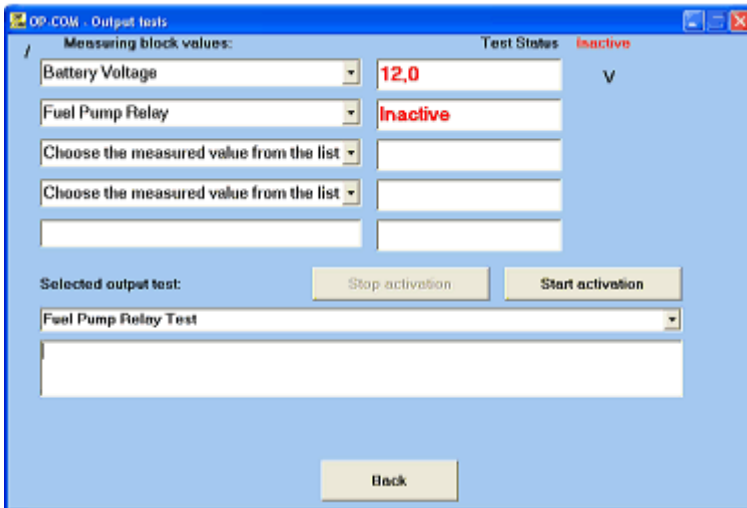 OP-COM - Output tests
/ Measuring block values: Test Status Inactive
Battery Voltage 12,0 V
Fuel Pump Relay Inactive
Choose the measured value from the list
Choose the measured value from the list
Selected output test: Stop activation Start activation
Fuel Pump Relay Test
Back